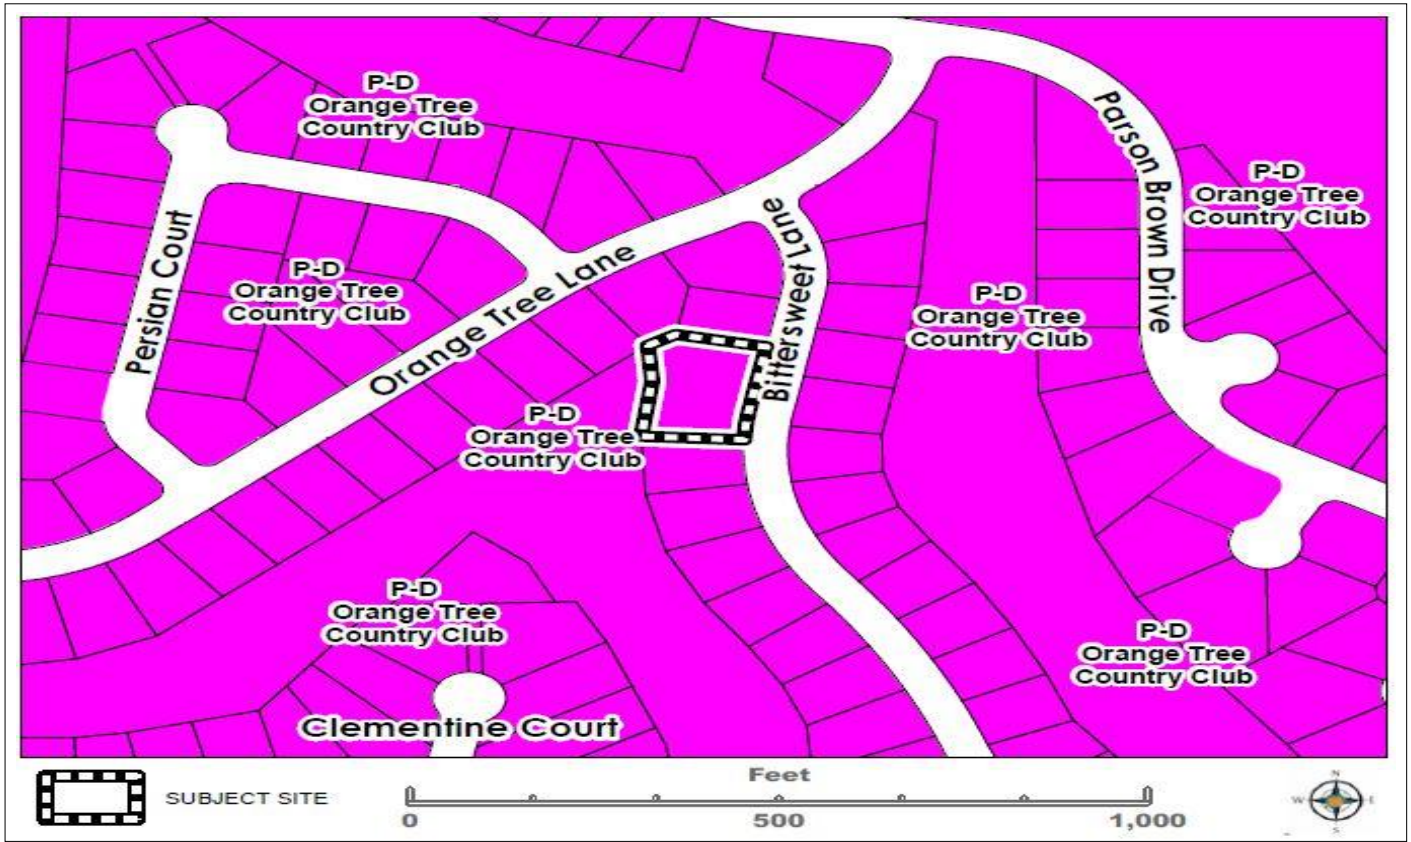 P-D
Orange Tree
Country Club
Parson Brown Drive
P-D
Orange Tree
Country Club
Bittersweet Lane
Persian Court
P-D
Orange Tree
Country Club
Orange Tree Lane
P-D
Orange Tree
Country Club
P-D
Orange Tree
Country Club
P-D
Orange Tree
Country Club
P-D
Orange Tree
Country Club
Clementine Court
SUBJECT SITE
Feet
0 500 1,000
N
W E
S